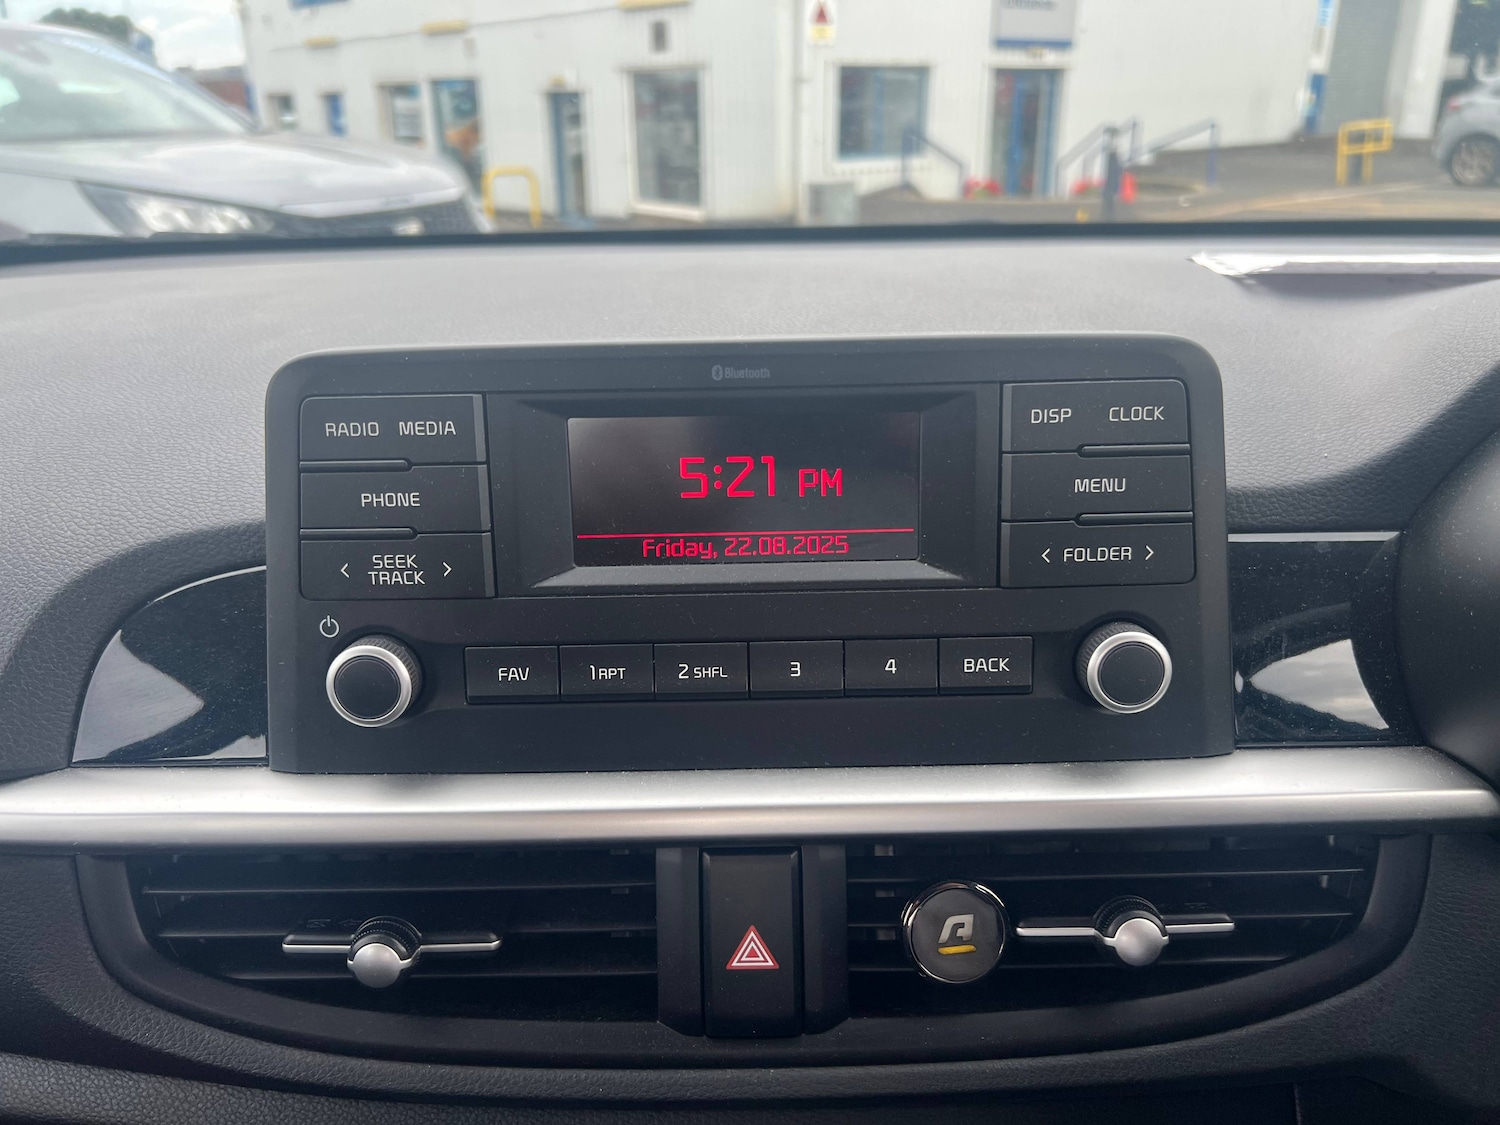 Bluetooth
RADIO MEDIA
DISP CLOCK
5:21 PM
PHONE
MENU
Friday, 22.08.2025
< SEEK TRACK >
< FOLDER >
FAV
1 RPT
2 SHFL
3
4
BACK